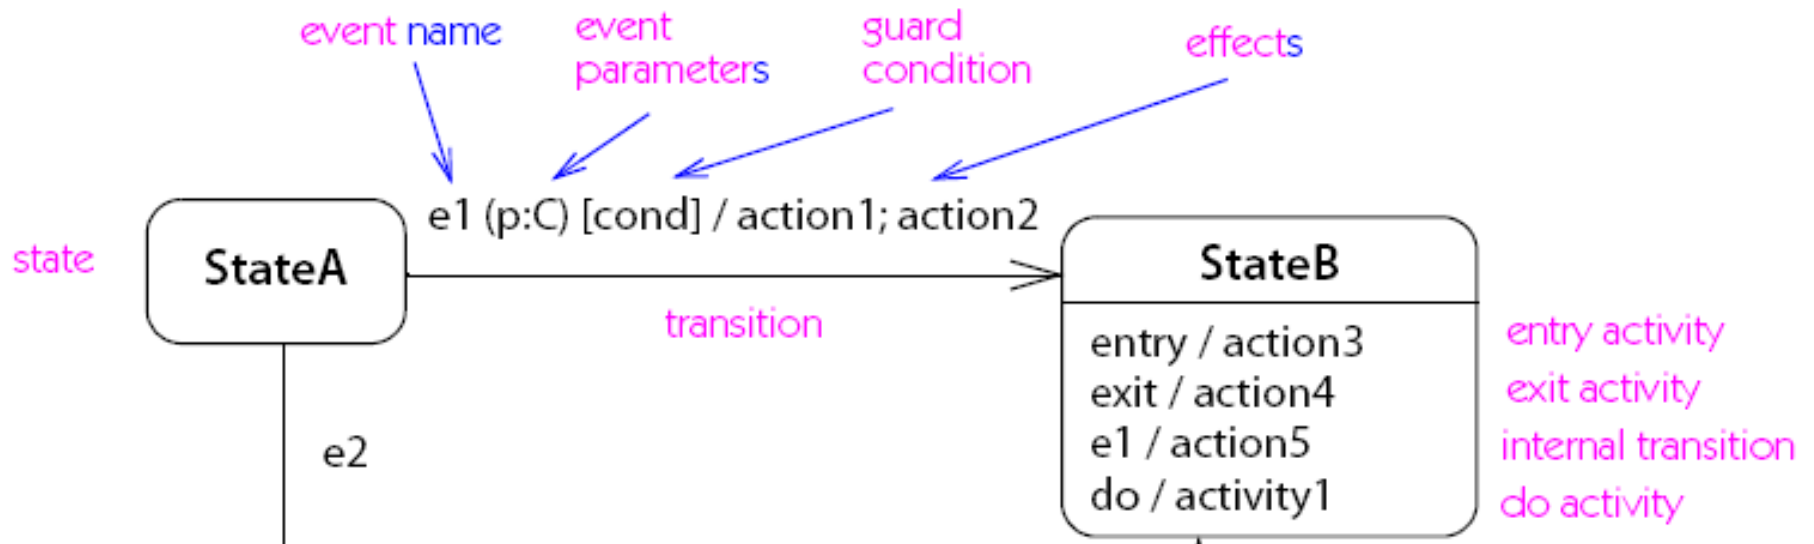 event name
event
parameters
guard
condition
effects
e1 (p:C) [cond] / action1; action2
state
StateA
transition
StateB
entry / action3
entry activity
exit / action4
exit activity
e1 / action5
internal transition
do / activity1
do activity
e2